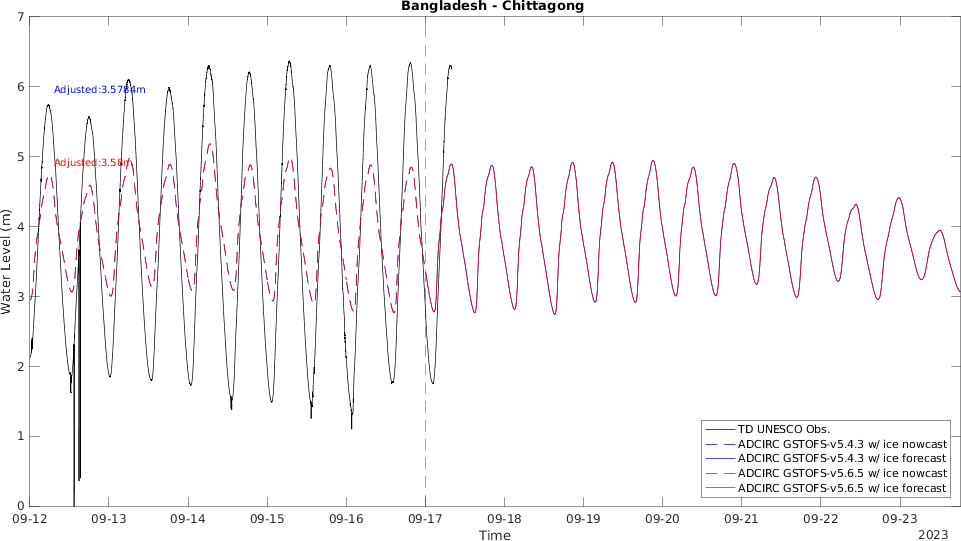 Bangladesh - Chittagong
7
6
5
4
3
2
1
0
Water Level (m)
Adjusted:3.5784m
Adjusted:3.58m
TD UNESCO Obs.
ADCIRC GSTOFS-v5.4.3 w/ ice nowcast
ADCIRC GSTOFS-v5.4.3 w/ ice forecast
ADCIRC GSTOFS-v5.6.5 w/ ice nowcast
ADCIRC GSTOFS-v5.6.5 w/ ice forecast
09-12 09-13 09-14 09-15 09-16 09-17 09-18 09-19 09-20 09-21 09-22 09-23
Time
2023